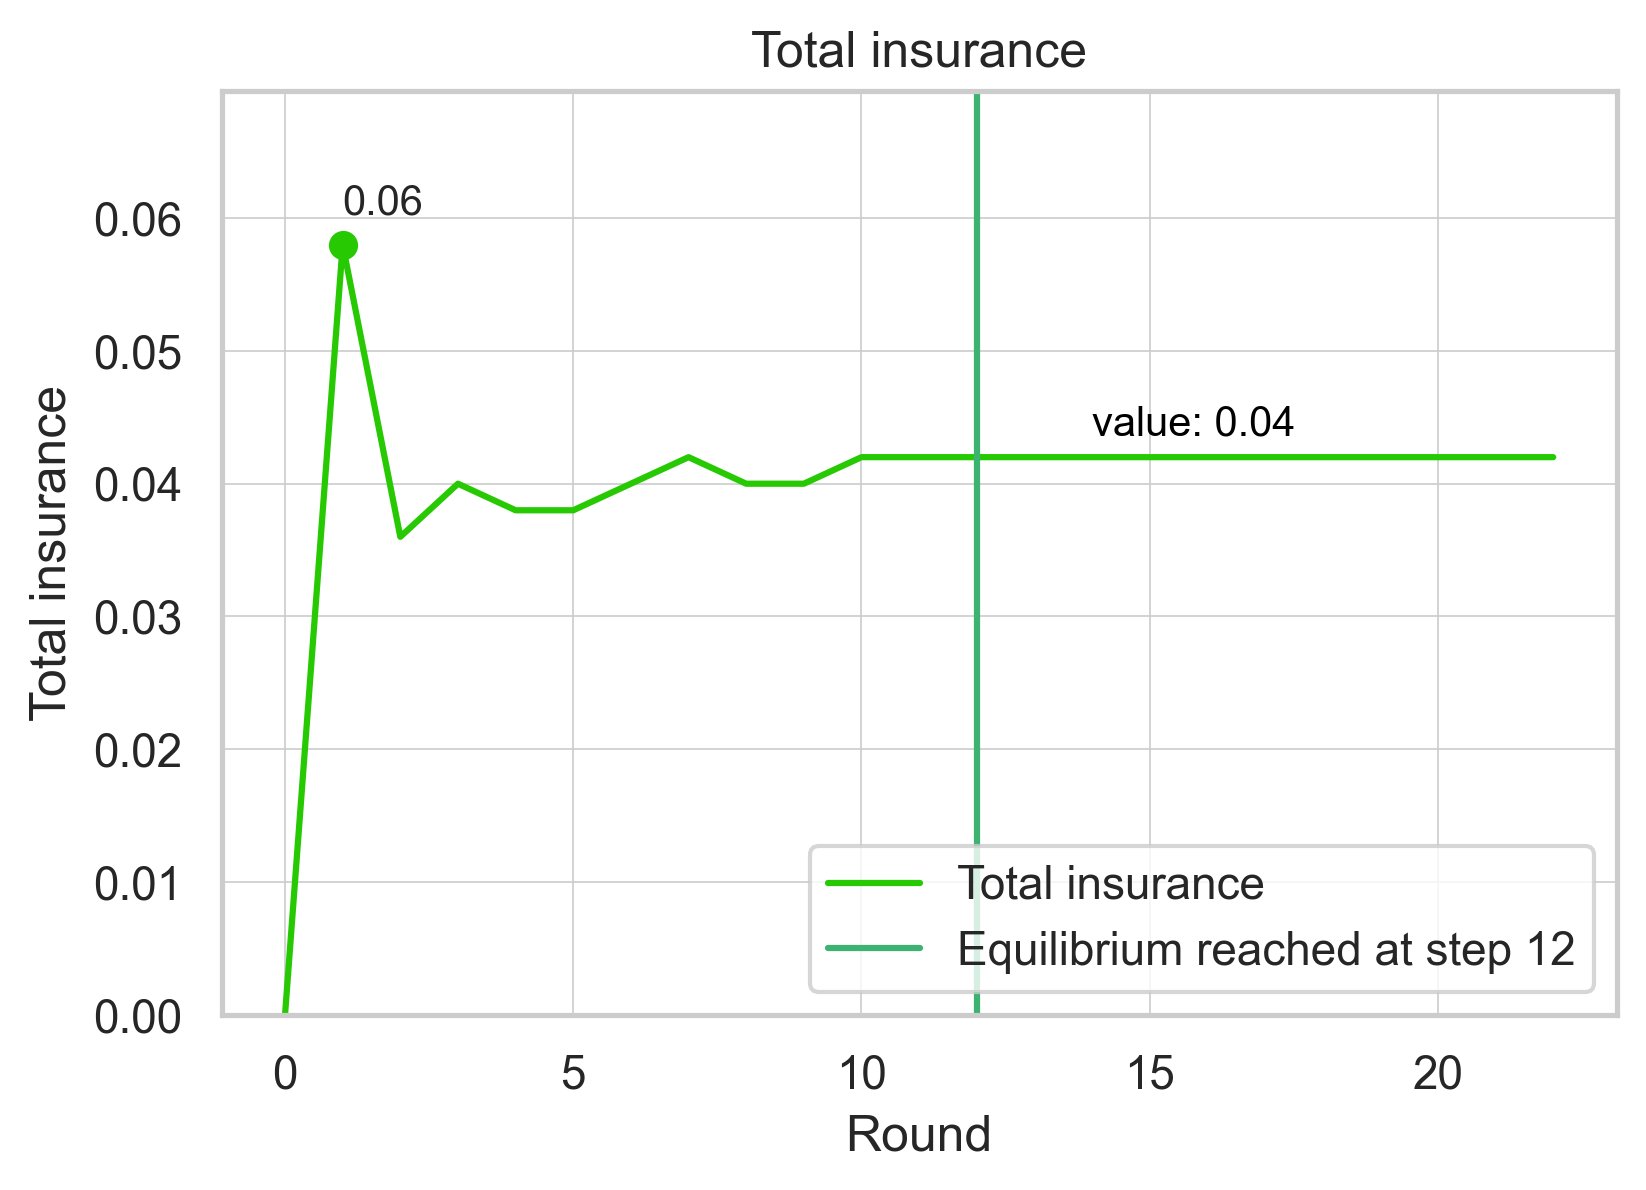 Total insurance
Total insurance
0.06
0.05
0.04
0.03
0.02
0.01
0.00
0.06
value: 0.04
Total insurance
Equilibrium reached at step 12
0 5 10 15 20
Round